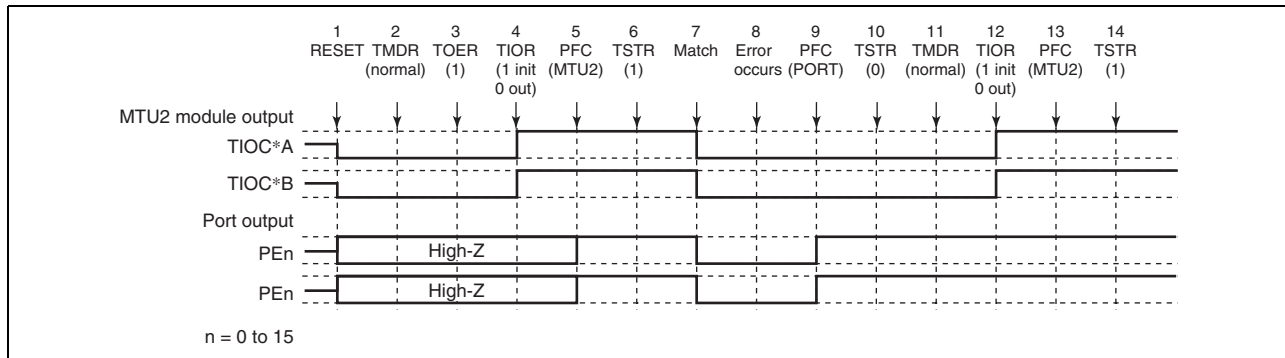 1 2 3 4 5 6 7 8 9 10 11 12 13 14
RESET TMDR TOER TIOR PFC TSTR Match Error PFC TSTR TMDR TIOR PFC TSTR
(normal) (1) (1 init (MTU2) (1) occurs (PORT) (0) (normal) (1 init (MTU2) (1)
0 out) 0 out)
MTU2 module output
TIOC*A
TIOC*B
Port output
PEn High-Z
PEn High-Z
n = 0 to 15